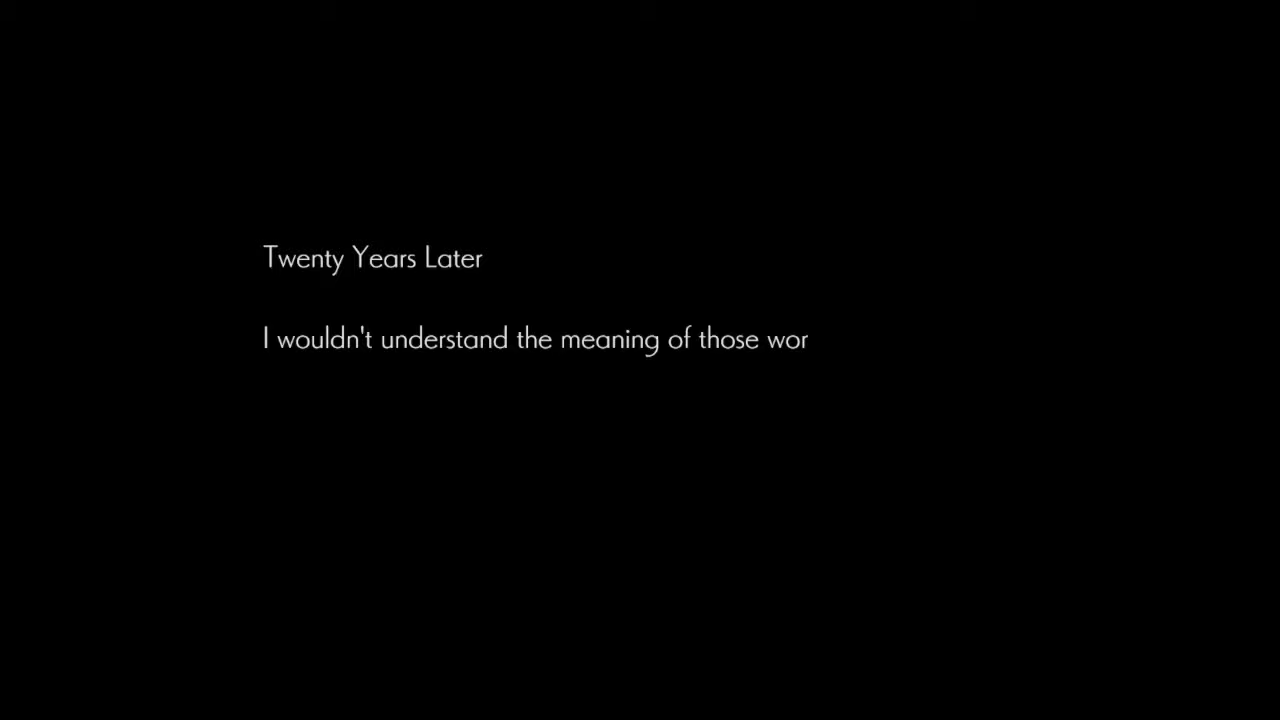 Twenty Years Later
I wouldn't understand the meaning of those wor